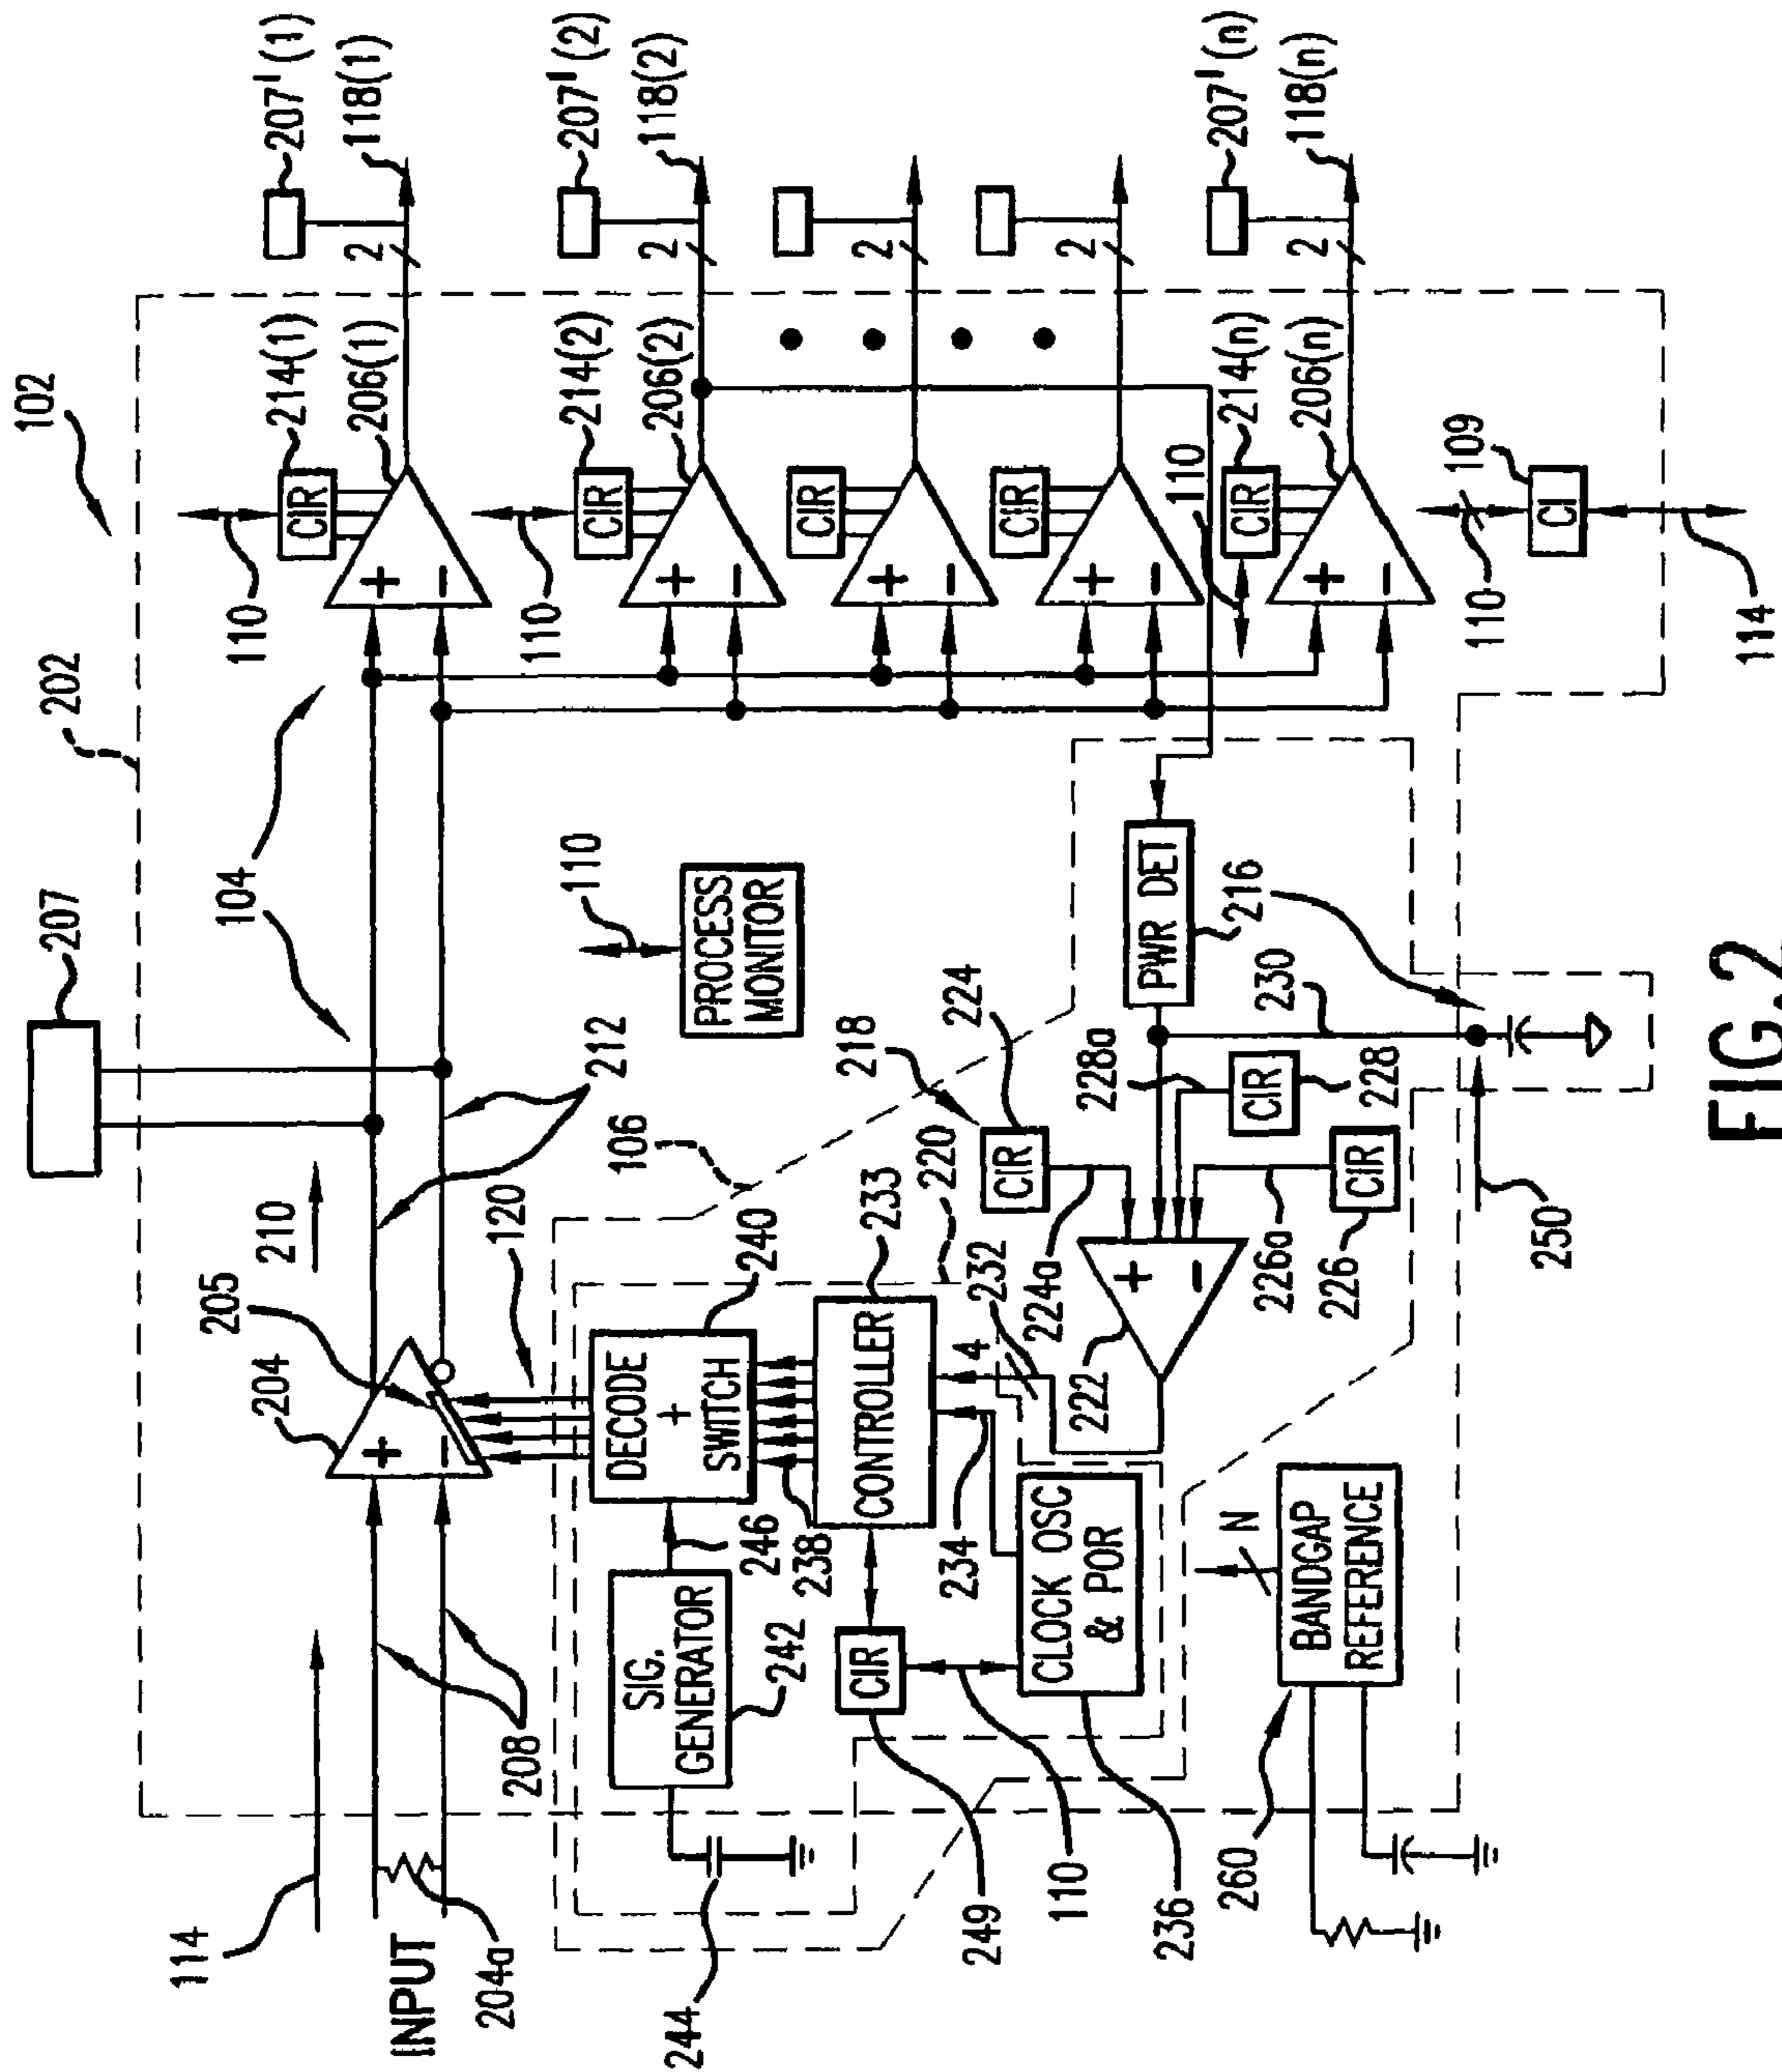 102
202
207
104
207'(1)
118(1)
214(1)
206(1)
110
CIR
+
−
2
207'(2)
118(2)
214(2)
206(2)
110
CIR
+
−
2
CIR
+
−
2
CIR
+
−
2
207'(n)
118(n)
214(n)
206(n)
110
CIR
+
−
2
109
CI
110
114
114
INPUT
204a
208
204
205
+
−
210
212
120
110
PROCESS
MONITOR
106
220
218
224
CIR
224a
PWR DET
216
230
228a
CIR
228
226a
CIR
226
250
222
+
−
232
4
234
233
CONTROLLER
238
240
DECODE
+
SWITCH
246
SIG.
GENERATOR
242
244
CIR
249
110
CLOCK OSC
& POR
236
N
BANDGAP
REFERENCE
260
FIG.2